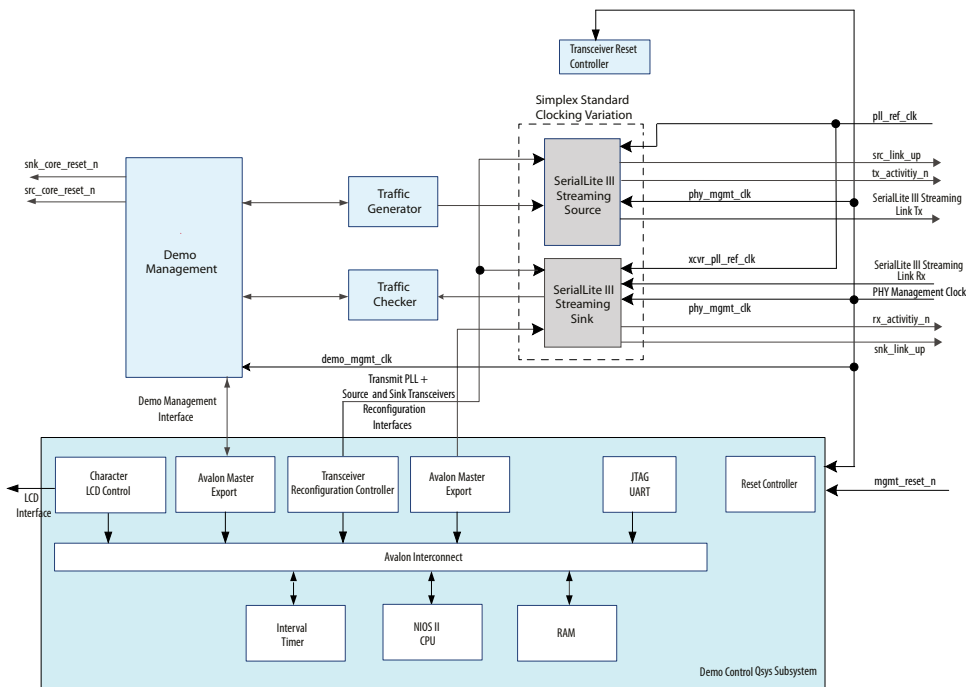 Transceiver Reset
Controller
Simplex Standard
Clocking Variation
pll_ref_clk
snk_core_reset_n
src_core_reset_n
src_link_up
tx_activitiy_n
SerialLite III
Streaming
Source
Traffic
Generator
phy_mgmt_clk
SerialLite III Streaming
Link Tx
Demo
Management
xcvr_pll_ref_clk
SerialLite III Streaming
Link Rx
Traffic
Checker
SerialLite III
Streaming
Sink
PHY Management Clock
phy_mgmt_clk
rx_activitiy_n
snk_link_up
demo_mgmt_clk
Transmit PLL +
Source and Sink Transceivers
Reconfiguration
Interfaces
Demo Management
Interface
Character
LCD Control
Avalon Master
Export
Transceiver
Reconfiguration Controller
Avalon Master
Export
JTAG
UART
Reset Controller
mgmt_reset_n
LCD
Interface
Avalon Interconnect
Interval
Timer
NIOS II
CPU
RAM
Demo Control Qsys Subsystem